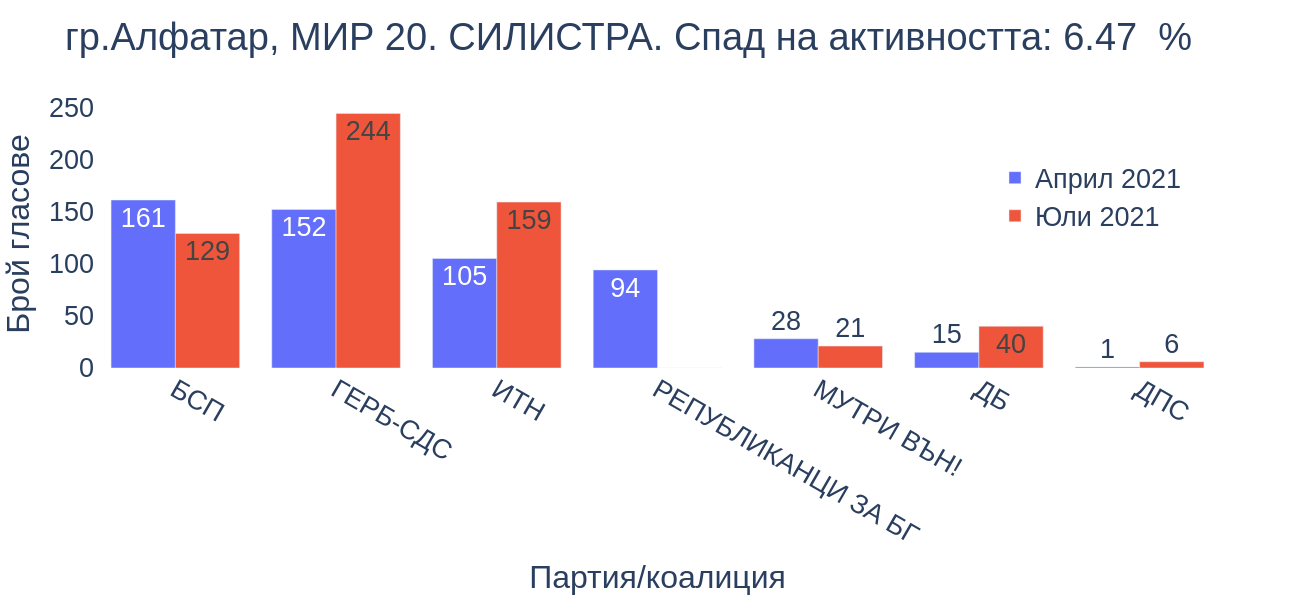 гр.Алфатар, МИР 20. СИЛИСТРА. Спад на активността: 6.47 %
Брой гласове
250
200
150
100
50
0
161
129
152
244
105
159
94
28
21
15
40
1
6
Април 2021
Юли 2021
БСП
ГЕРБ-СДС
ИТН
РЕПУБЛИКАНЦИ ЗА БГ
МУТРИ ВЪН!
ДБ
ДПС
Партия/коалиция